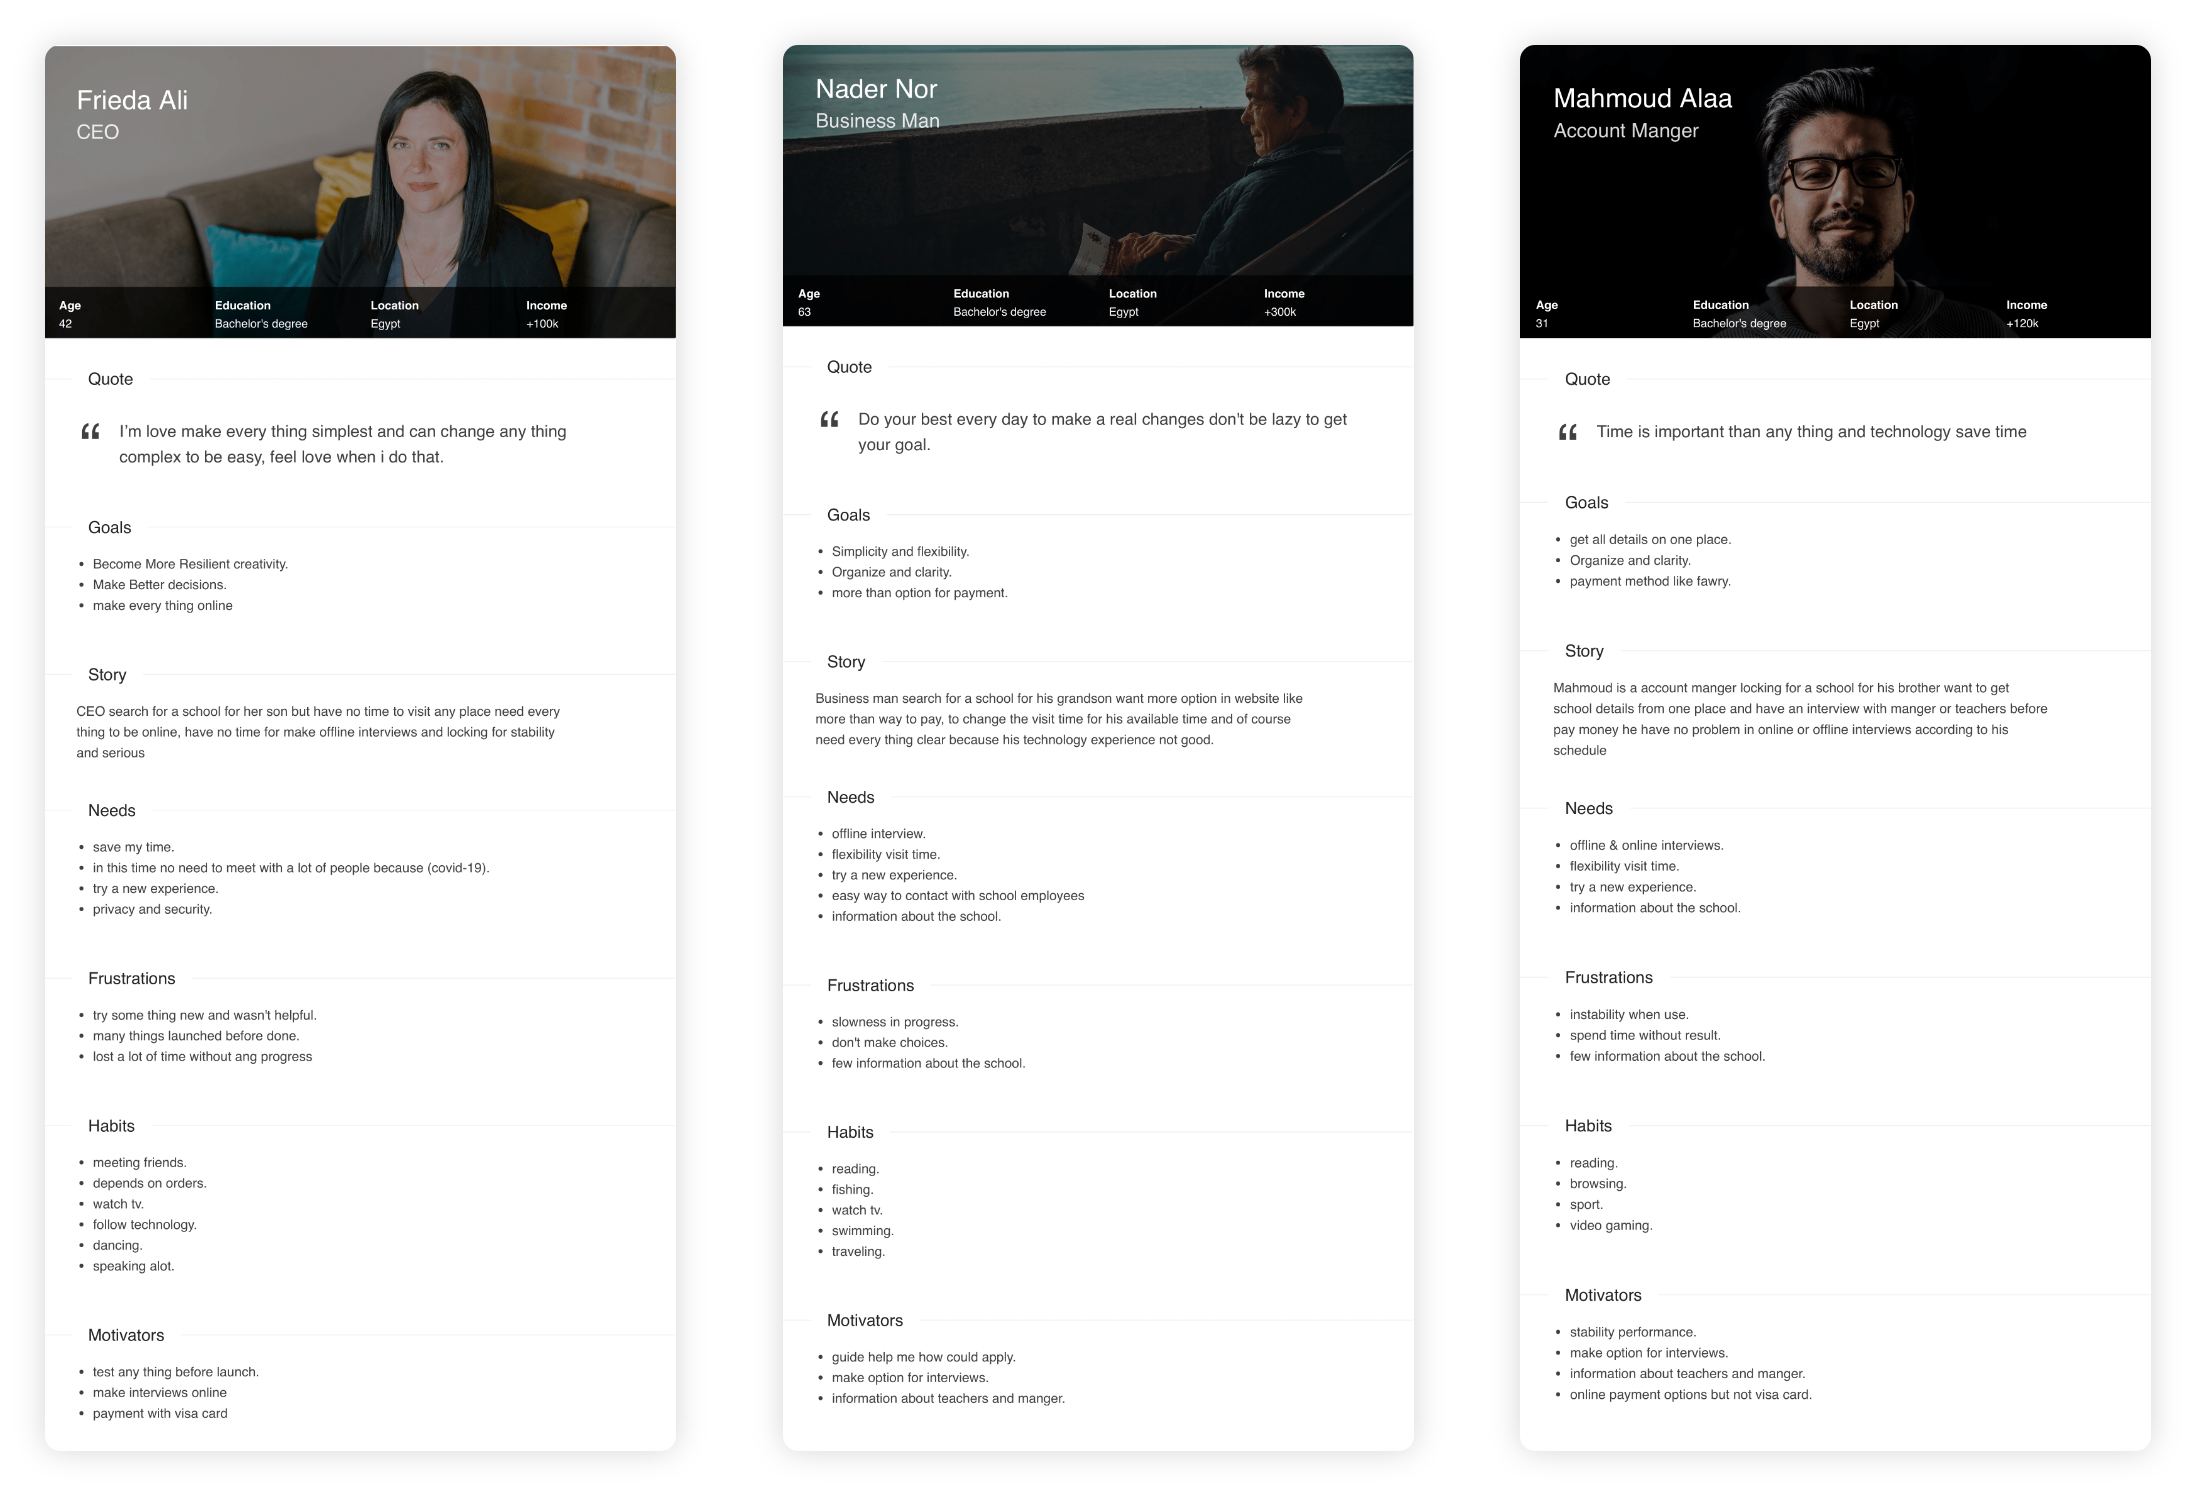 Frieda Ali
CEO
Age
Education
Location
Income
42
Bachelor's degree
Egypt
+100k
Quote
“ I'm love make every thing simplest and can change any thing
complex to be easy, feel love when i do that.
Goals
• Become More Resilient creativity.
• Make Better decisions.
• make every thing online
Story
CEO search for a school for her son but have no time to visit any place need every
thing to be online, have no time for make offline interviews and locking for stability
and serious
Needs
• save my time.
• in this time no need to meet with a lot of people because (covid-19).
• try a new experience.
• privacy and security.
Frustrations
• try some thing new and wasn't helpful.
• many things launched before done.
• lost a lot of time without ang progress
Habits
• meeting friends.
• depends on orders.
• watch tv.
• follow technology.
• dancing.
• speaking alot.
Motivators
• test any thing before launch.
• make interviews online
• payment with visa card
Nader Nor
Business Man
Age
Education
Location
Income
63
Bachelor's degree
Egypt
+300k
Quote
“ Do your best every day to make a real changes don't be lazy to get
your goal.
Goals
• Simplicity and flexibility.
• Organize and clarity.
• more than option for payment.
Story
Business man search for a school for his grandson want more option in website like
more than way to pay, to change the visit time for his available time and of course
need every thing clear because his technology experience not good.
Needs
• offline interview.
• flexibility visit time.
• try a new experience.
• easy way to contact with school employees
• information about the school.
Frustrations
• slowness in progress.
• don't make choices.
• few information about the school.
Habits
• reading.
• fishing.
• watch tv.
• swimming.
• traveling.
Motivators
• guide help me how could apply.
• make option for interviews.
• information about teachers and manger.
Mahmoud Alaa
Account Manger
Age
Education
Location
Income
31
Bachelor's degree
Egypt
+120k
Quote
“ Time is important than any thing and technology save time
Goals
• get all details on one place.
• Organize and clarity.
• payment method like fawry.
Story
Mahmoud is a account manger locking for a school for his brother want to get
school details from one place and have an interview with manger or teachers before
pay money he have no problem in online or offline interviews according to his
schedule
Needs
• offline & online interviews.
• flexibility visit time.
• try a new experience.
• information about the school.
Frustrations
• instability when use.
• spend time without result.
• few information about the school.
Habits
• reading.
• browsing.
• sport.
• video gaming.
Motivators
• stability performance.
• make option for interviews.
• information about teachers and manger.
• online payment options but not visa card.